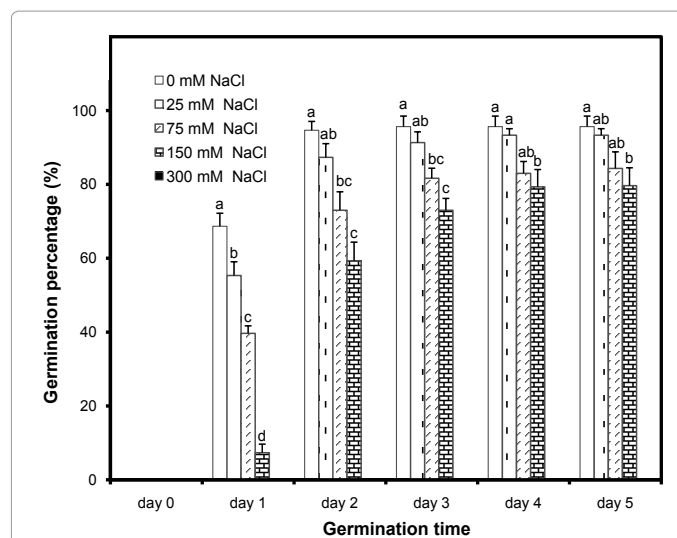 0 mM NaCl
25 mM NaCl
75 mM NaCl
150 mM NaCl
300 mM NaCl
Germination percentage (%)
100
80
60
40
20
0
a
b
c
d
a
ab
bc
c
a
ab
bc
c
a
a
ab
b
a
ab
ab
b
day 0 day 1 day 2 day 3 day 4 day 5
Germination time